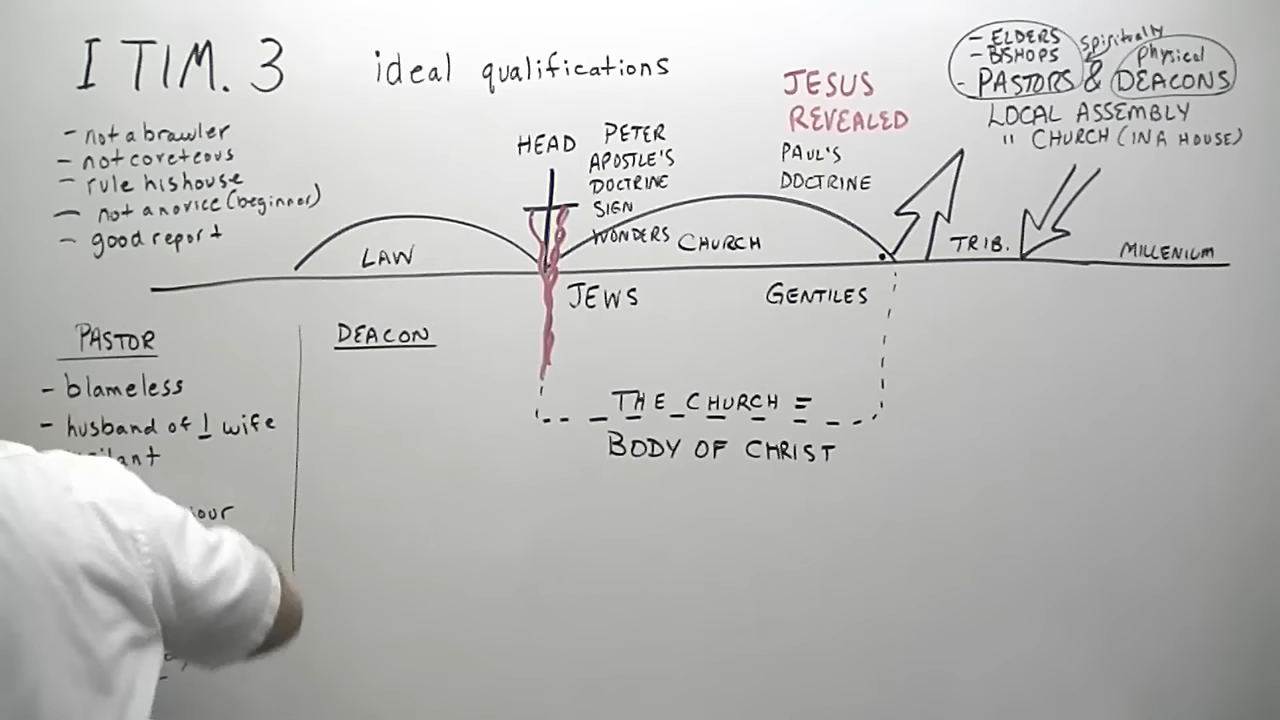 I TIM. 3
ideal qualifications
- not a brawler
- not coveteous
- rule his house
- not a novice (beginner)
- good report
HEAD
PETER
APOSTLE'S
DOCTRINE
SIGN
WONDERS
JESUS
REVEALED
PAUL'S
DOCTRINE
- ELDERS
- BISHOPS
- PASTORS & DEACONS
spiritually
physical
LOCAL ASSEMBLY
" CHURCH (IN A HOUSE)
LAW
CHURCH
TRIB.
MILLENIUM
JEWS
GENTILES
THE CHURCH =
BODY OF CHRIST
PASTOR
- blameless
- husband of 1 wife
DEACON